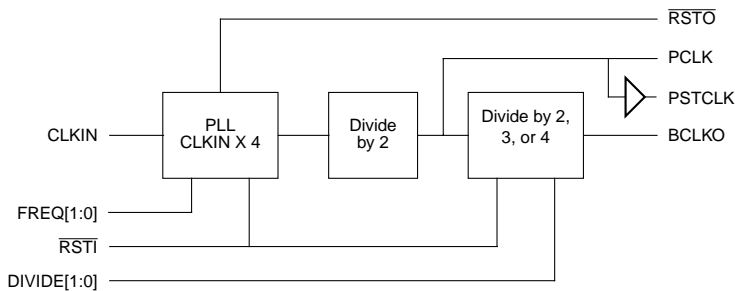 RSTO
PCLK
PSTCLK
CLKIN
PLL
CLKIN X 4
Divide
by 2
Divide by 2,
3, or 4
BCLKO
FREQ[1:0]
RSTI
DIVIDE[1:0]